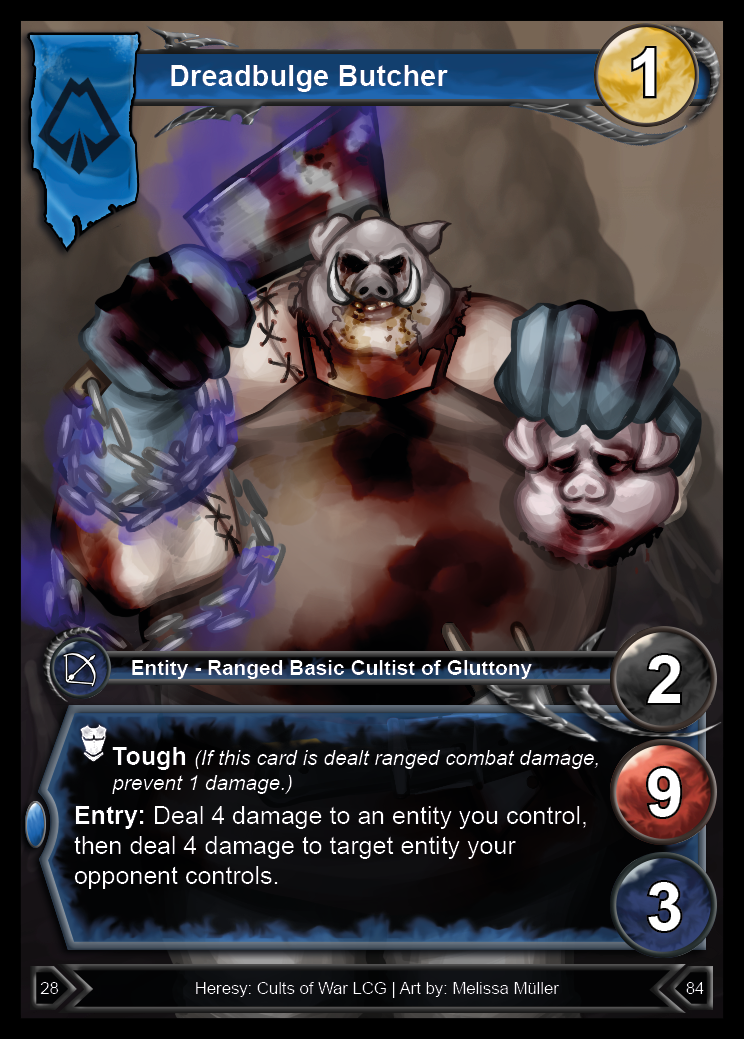 Dreadbulge Butcher
1
Entity - Ranged Basic Cultist of Gluttony
2
Tough (If this card is dealt ranged combat damage,
prevent 1 damage.)
9
Entry: Deal 4 damage to an entity you control,
then deal 4 damage to target entity your
opponent controls.
3
28
Heresy: Cults of War LCG | Art by: Melissa Müller
84